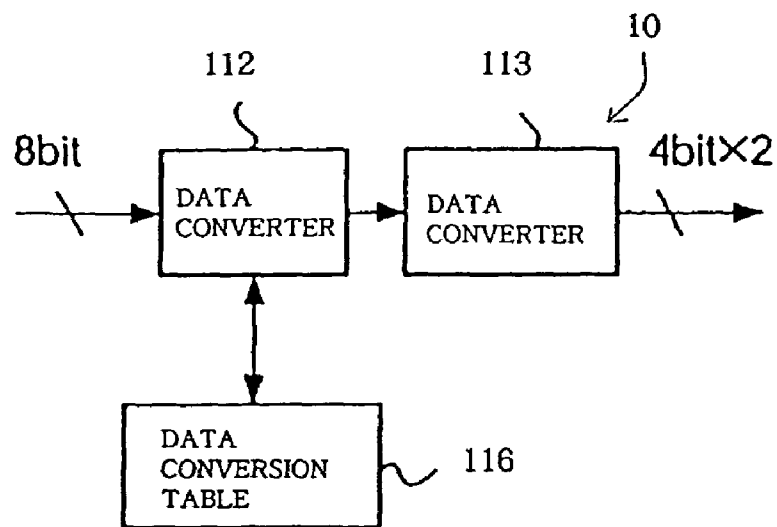 10
112
113
8bit
4bit×2
DATA
CONVERTER
DATA
CONVERTER
DATA
CONVERSION
TABLE
116